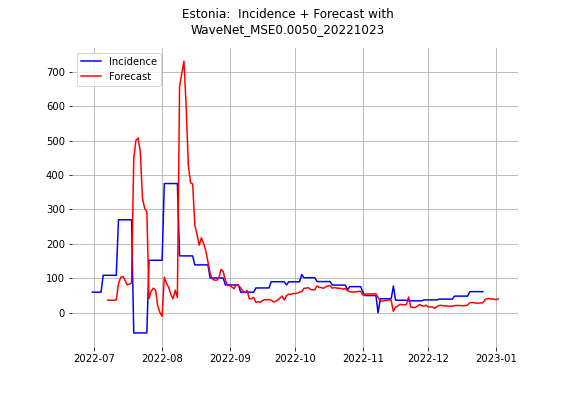 Estonia:  Incidence + Forecast with
WaveNet_MSE0.0050_20221023
Incidence
Forecast
700
600
500
400
300
200
100
0
2022-07 2022-08 2022-09 2022-10 2022-11 2022-12 2023-01